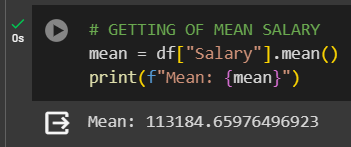 # GETTING OF MEAN SALARY
mean = df["Salary"].mean()
0s
print(f"Mean: {mean}")
Mean: 113184.65976496923